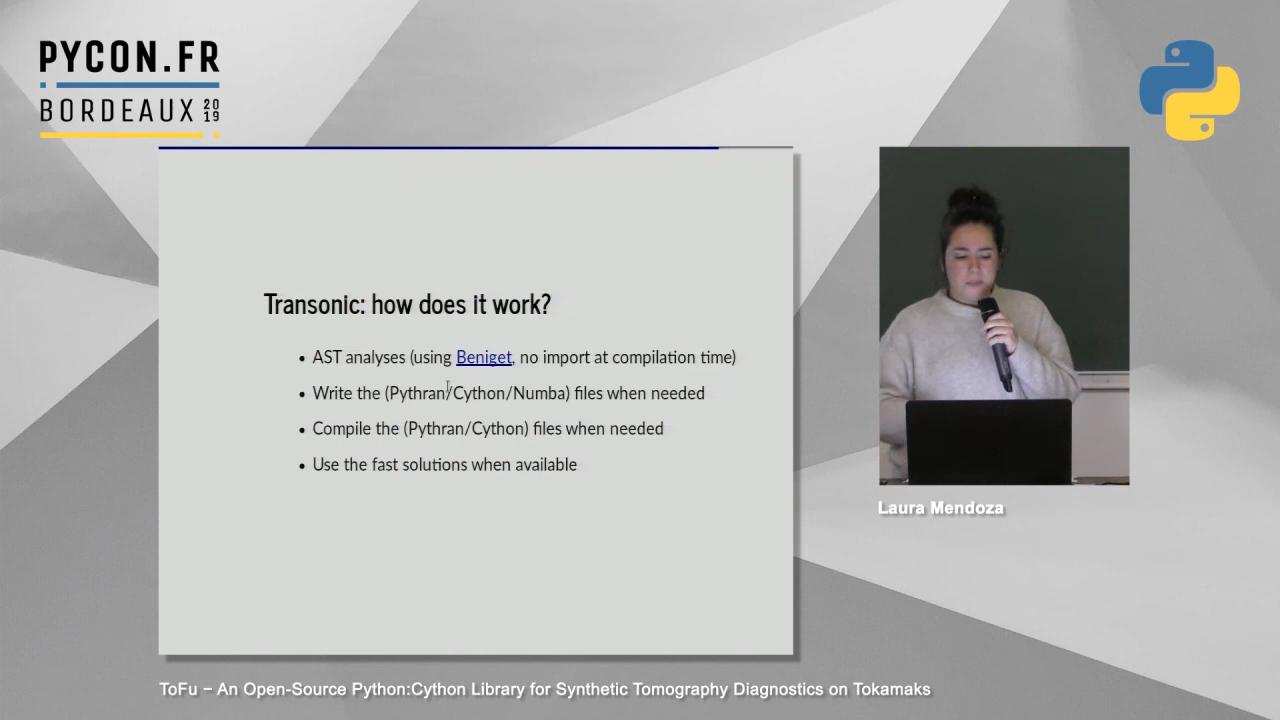 PYCON.FR
BORDEAUX 2019
Transonic: how does it work?
• AST analyses (using Beniget, no import at compilation time)
• Write the (Pythran/Cython/Numba) files when needed
• Compile the (Pythran/Cython) files when needed
• Use the fast solutions when available
Laura Mendoza
ToFu – An Open-Source Python:Cython Library for Synthetic Tomography Diagnostics on Tokamaks